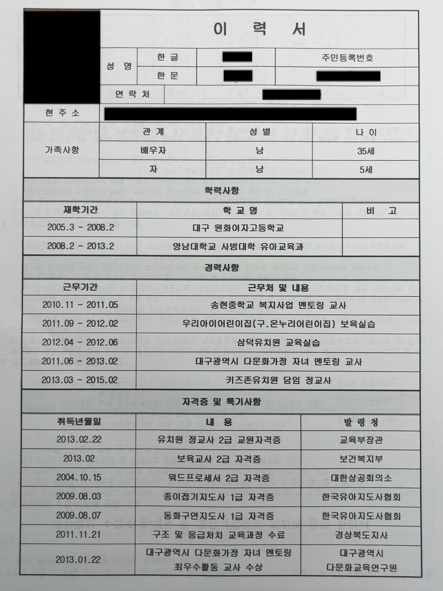 이 력 서
성 명 한 글 주민등록번호
한 문
연 락 처
현 주 소
가족사항 관 계 성 별 나 이
배우자 남 35세
자 남 5세
학력사항
재학기간 학 교 명 비 고
2005.3 ~ 2008.2 대구 원화여자고등학교
2008.2 ~ 2013.2 영남대학교 사범대학 유아교육과
경력사항
근무기간 근무처 및 내용
2010.11 - 2011.05 송현중학교 복지사업 멘토링 교사
2011.09 - 2012.02 우리아이어린이집(구.온누리어린이집) 보육실습
2012.04 - 2012.06 삼덕유치원 교육실습
2011.06 - 2013.02 대구광역시 다문화가정 자녀 멘토링 교사
2013.03 - 2015.02 키즈존유치원 담임 정교사
자격증 및 특기사항
취득년월일 내 용 발 령 청
2013.02.22 유치원 정교사 2급 교원자격증 교육부장관
2013.02 보육교사 2급 자격증 보건복지부
2004.10.15 워드프로세서 2급 자격증 대한상공회의소
2009.08.03 종이접기지도사 1급 자격증 한국유아지도사협회
2009.08.07 동화구연지도사 1급 자격증 한국유아지도사협회
2011.11.21 구조 및 응급처치 교육과정 수료 경상북도지사
2013.01.22 대구광역시 다문화가정 자녀 멘토링 대구광역시
최우수활동 교사 수상 다문화교육연구원